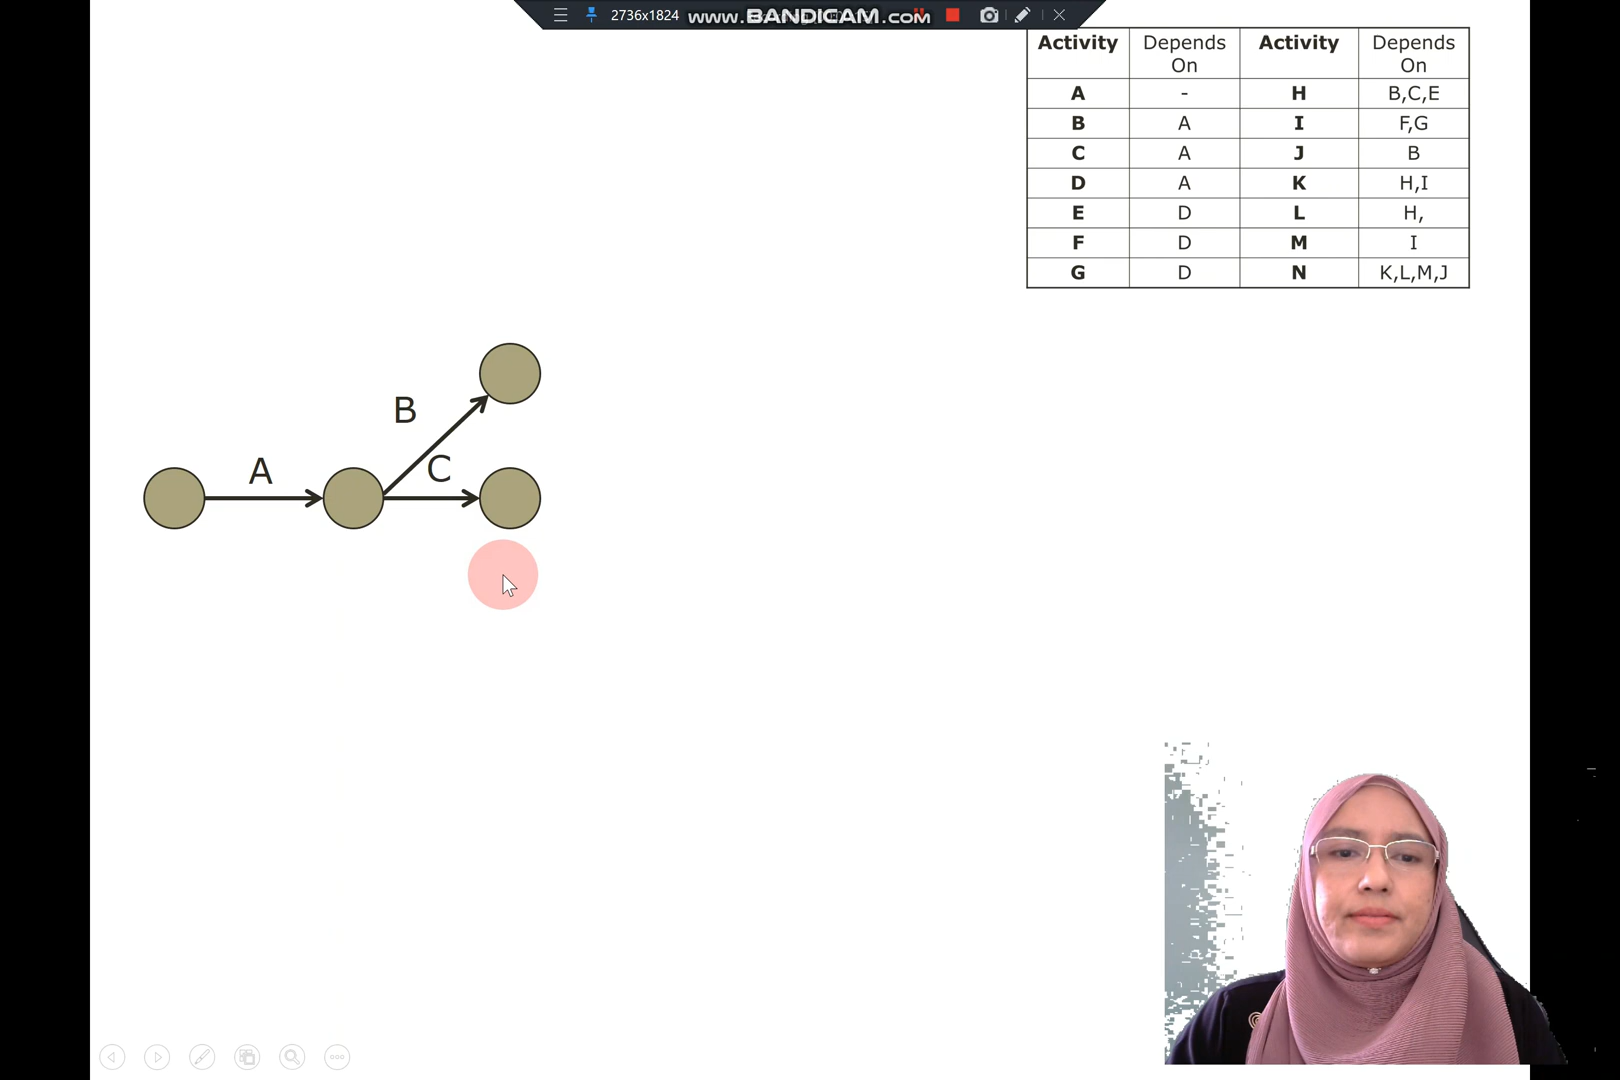 2736x1824 www.BANDICAM.com
Activity Depends On Activity Depends On
A - H B,C,E
B A I F,G
C A J B
D A K H,I
E D L H,
F D M I
G D N K,L,M,J
B
A
C